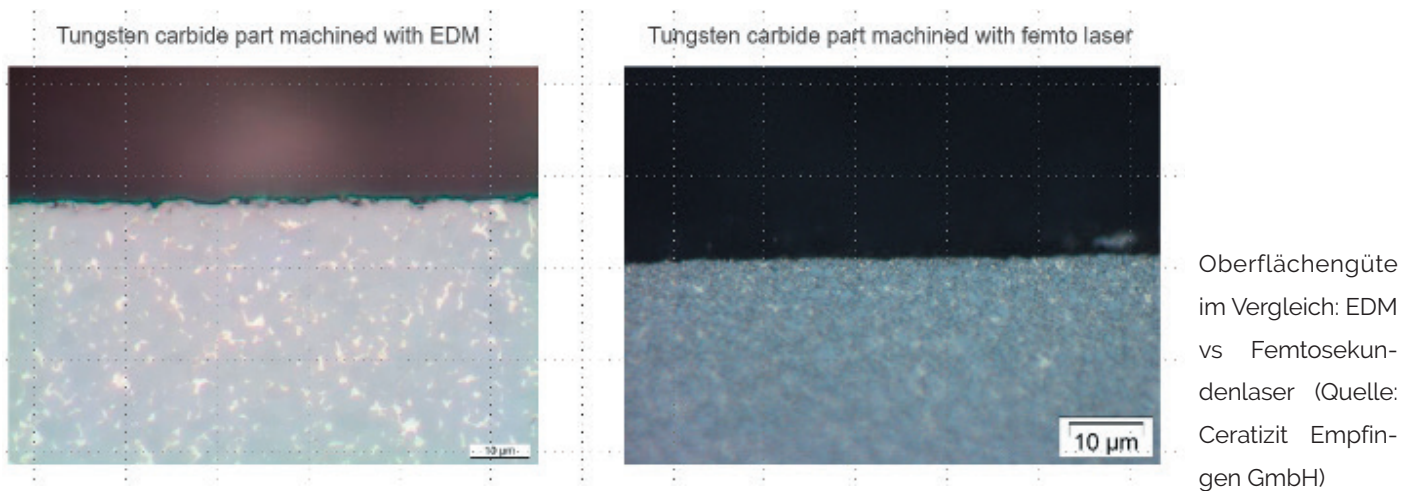 Tungsten carbide part machined with EDM
Tungsten carbide part machined with femto laser
10 µm
10 µm
Oberflächengüte
im Vergleich: EDM
vs Femtosekun-
denlaser (Quelle:
Ceratizit Empfin-
gen GmbH)